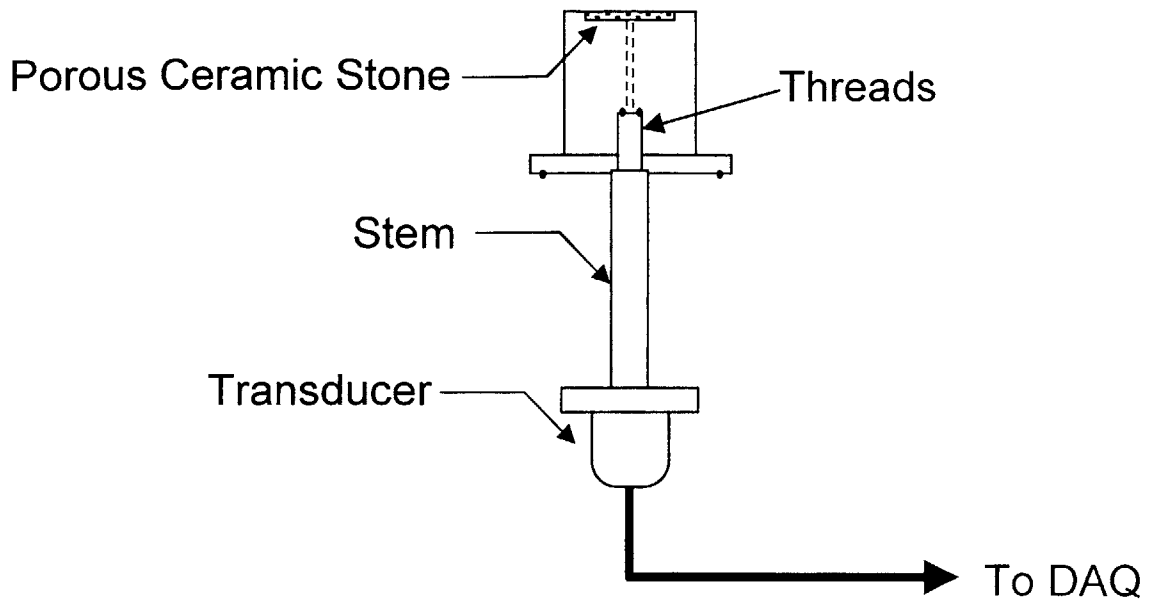 Porous Ceramic Stone
Threads
Stem
Transducer
To DAQ